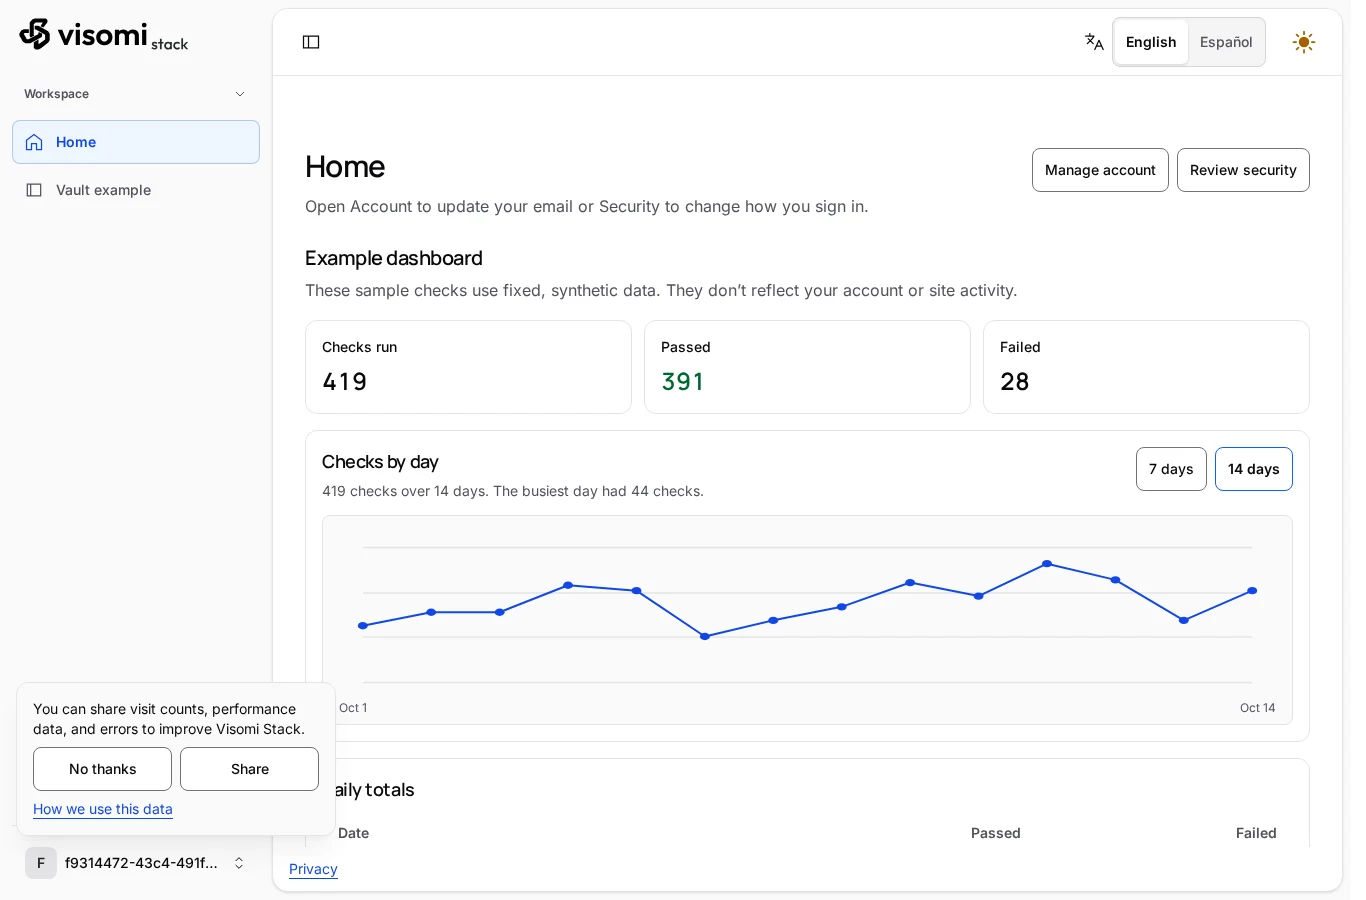 visomi stack
Workspace
Home
Vault example
English
Español
Home
Manage account
Review security
Open Account to update your email or Security to change how you sign in.
Example dashboard
These sample checks use fixed, synthetic data. They don’t reflect your account or site activity.
Checks run
419
Passed
391
Failed
28
Checks by day
419 checks over 14 days. The busiest day had 44 checks.
7 days
14 days
Oct 1
Oct 14
aily totals
Date
Passed
Failed
You can share visit counts, performance
data, and errors to improve Visomi Stack.
No thanks
Share
How we use this data
F
f9314472-43c4-491f...
Privacy